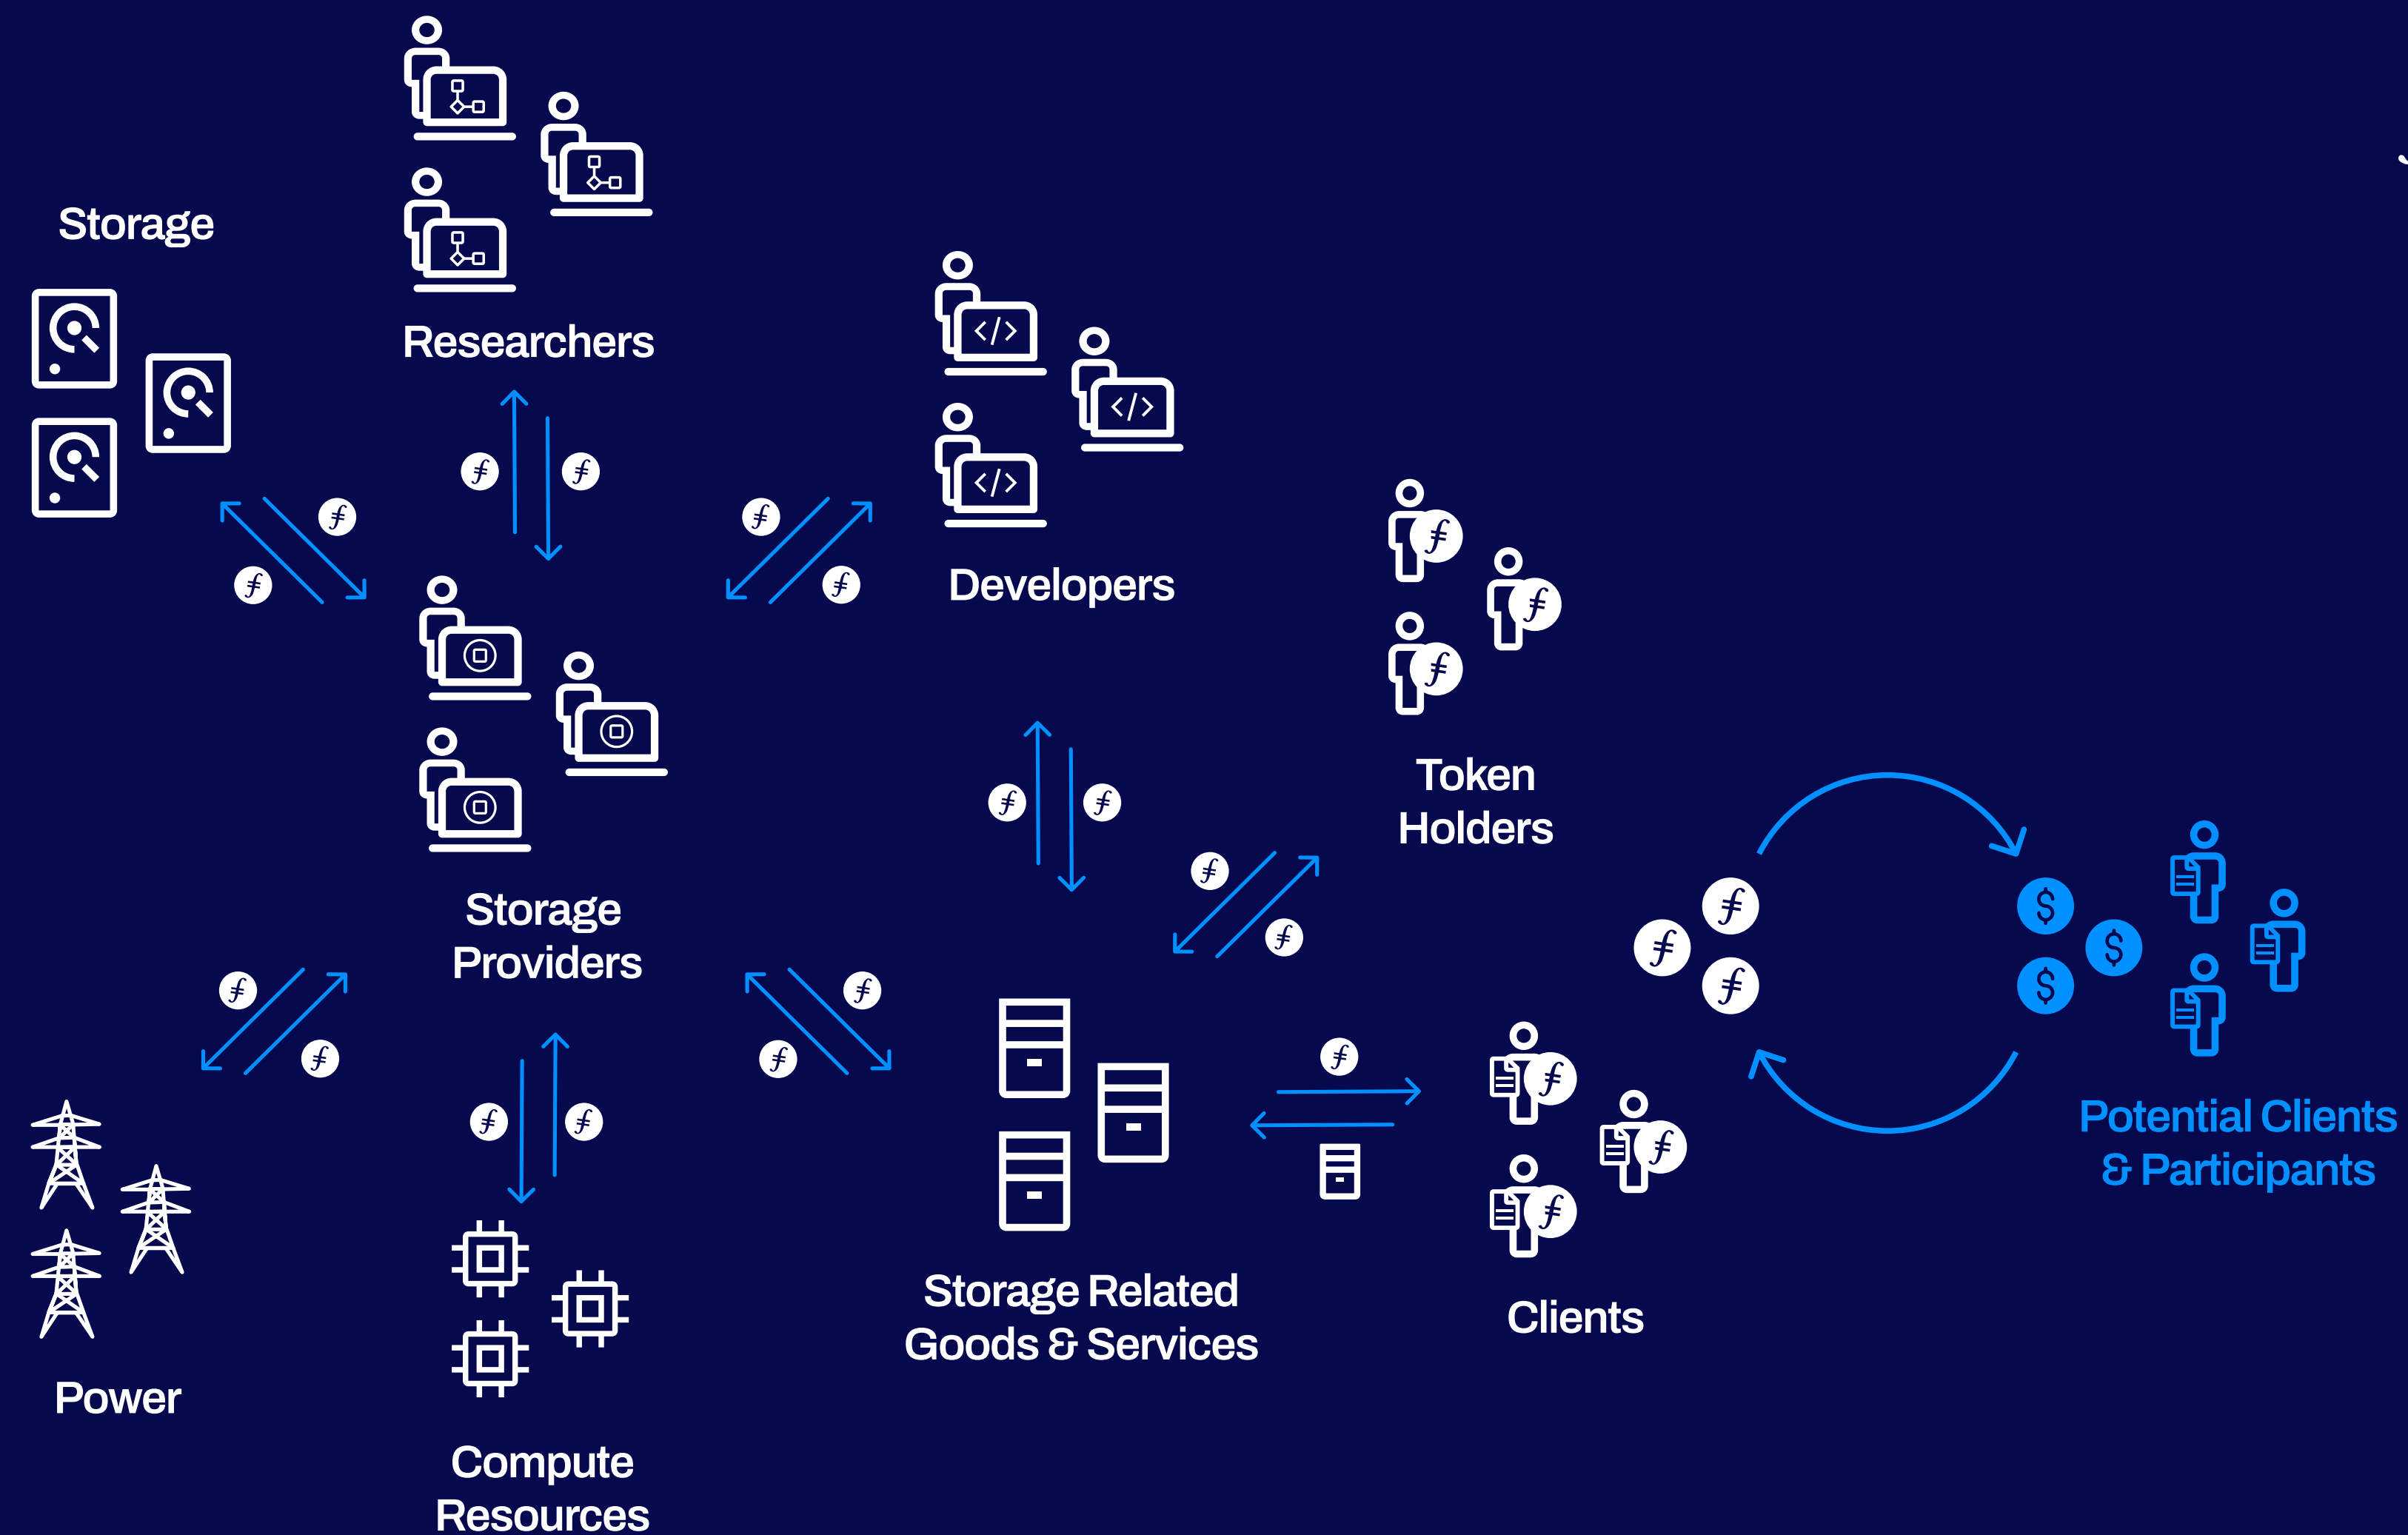 Storage
Researchers
Developers
Token
Holders
Storage
Providers
Potential Clients
& Participants
Storage Related
Goods & Services
Clients
Power
Compute
Resources